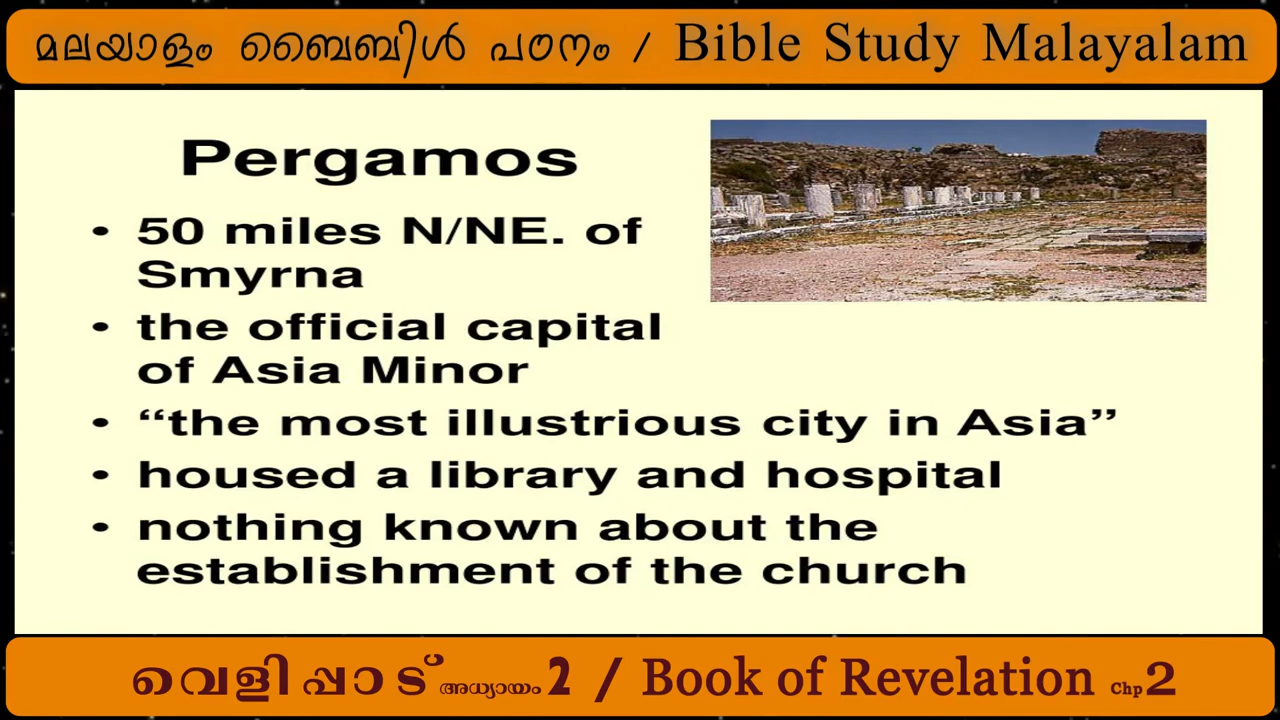 മലയാളം ബൈബിൾ പഠനം / Bible Study Malayalam
Pergamos
• 50 miles N/NE. of
Smyrna
• the official capital
of Asia Minor
• “the most illustrious city in Asia”
• housed a library and hospital
• nothing known about the
establishment of the church
വെളിപ്പാട് അധ്യായം 2 / Book of Revelation Chp 2